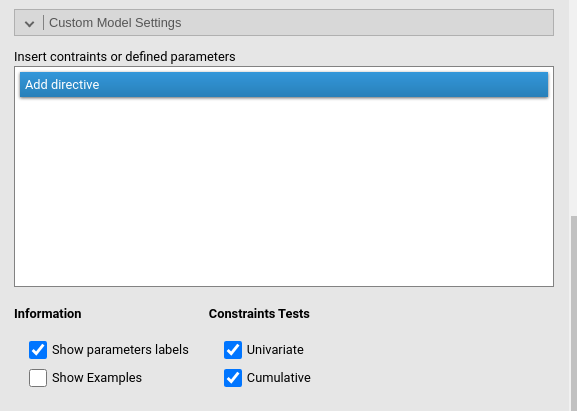 Custom Model Settings
Insert contraints or defined parameters
Add directive
Information
Constraints Tests
Show parameters labels
Univariate
Show Examples
Cumulative